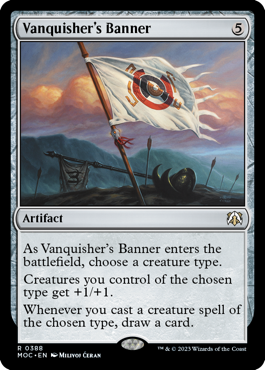 Vanquisher's Banner 5
Artifact
As Vanquisher's Banner enters the
battlefield, choose a creature type.
Creatures you control of the
chosen type get +1/+1.
Whenever you cast a creature spell of
the chosen type, draw a card.
R 0388
MOC • EN MILIVOJ ĆERAN
™ & © 2023 Wizards of the Coast